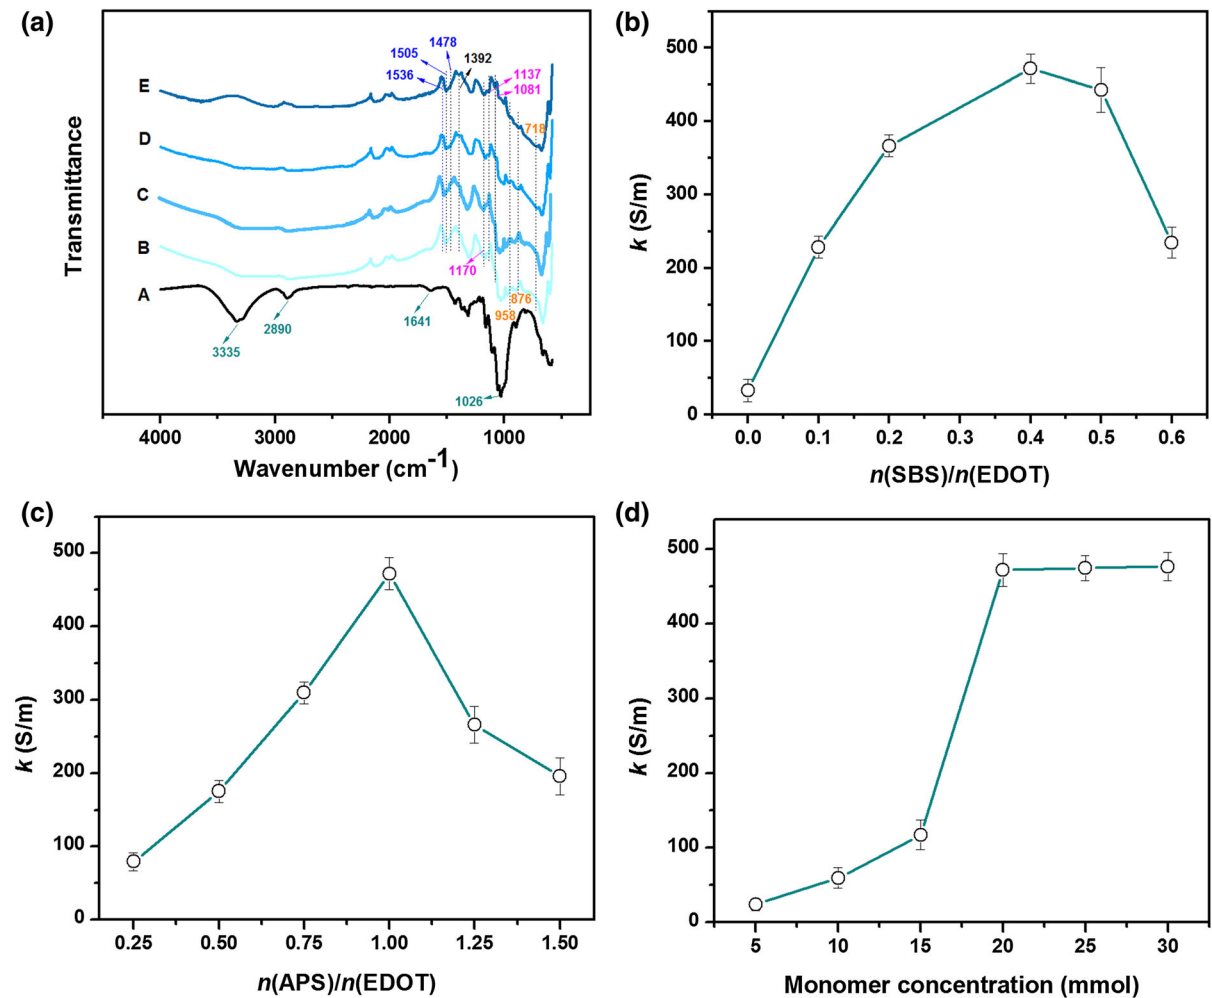 (a)
1478
1505
1392
1536
1137
1081
E
718
D
C
B
1170
A
876
958
2890
1641
3335
1026
Transmittance
4000 3000 2000 1000
Wavenumber (cm-1)
(b)
500
400
300
200
100
0
k (S/m)
0.0 0.1 0.2 0.3 0.4 0.5 0.6
n(SBS)/n(EDOT)
(c)
500
400
300
200
100
0
k (S/m)
0.25 0.50 0.75 1.00 1.25 1.50
n(APS)/n(EDOT)
(d)
500
400
300
200
100
0
k (S/m)
5 10 15 20 25 30
Monomer concentration (mmol)